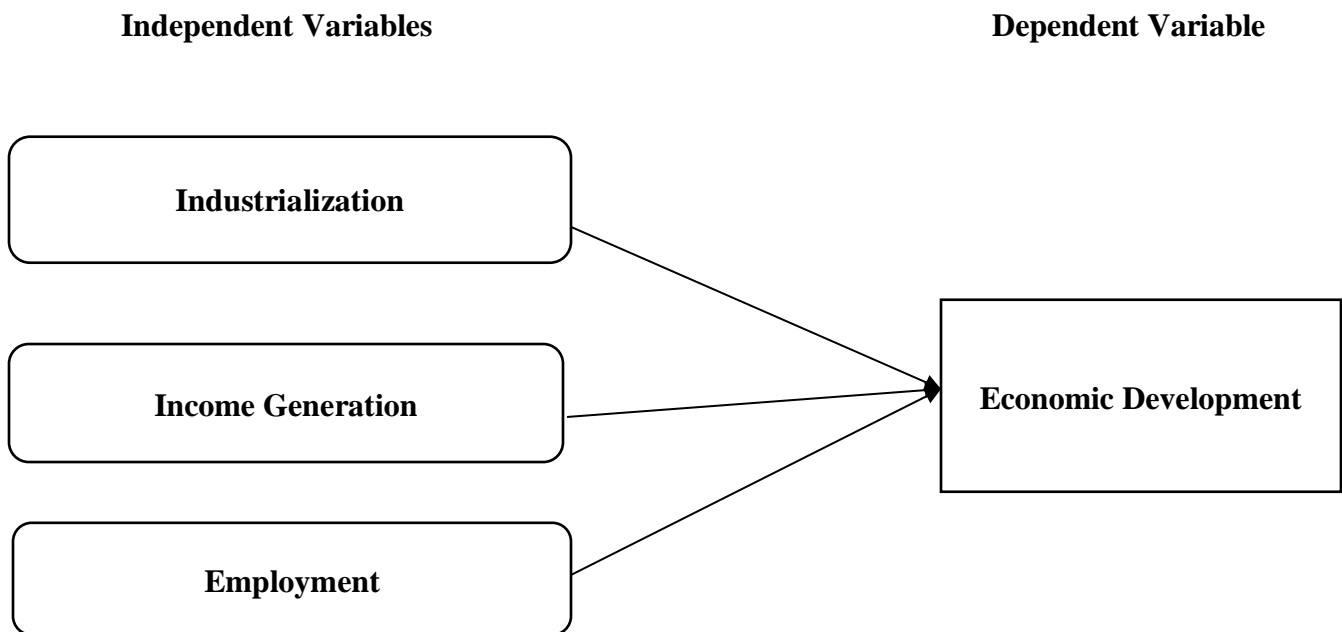 Independent Variables
Dependent Variable
Industrialization
Income Generation
Economic Development
Employment